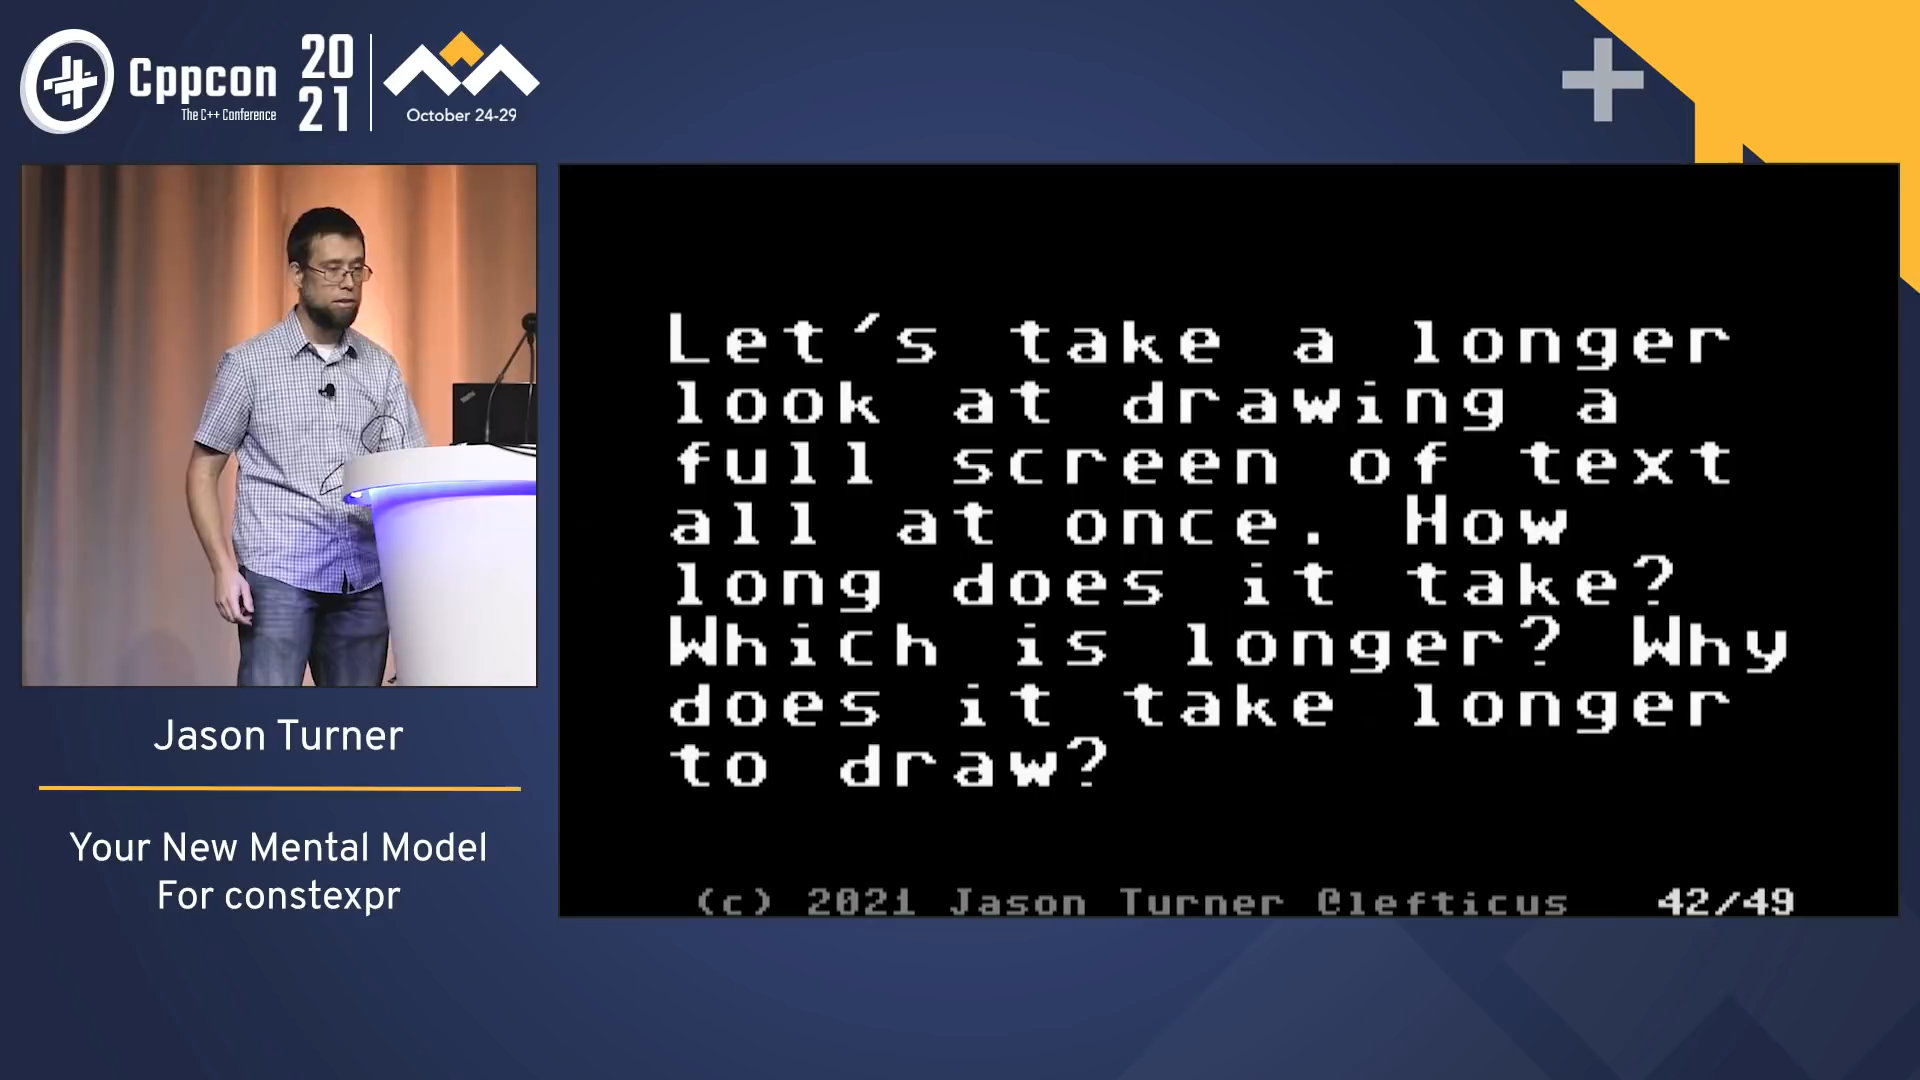 Cppcon
The C++ Conference
20
21
October 24-29
Let's take a longer
look at drawing a
full screen of text
all at once. How
long does it take?
Which is longer? Why
does it take longer
to draw?
(c) 2021 Jason Turner @lefticus 42/49
Jason Turner
Your New Mental Model
For constexpr